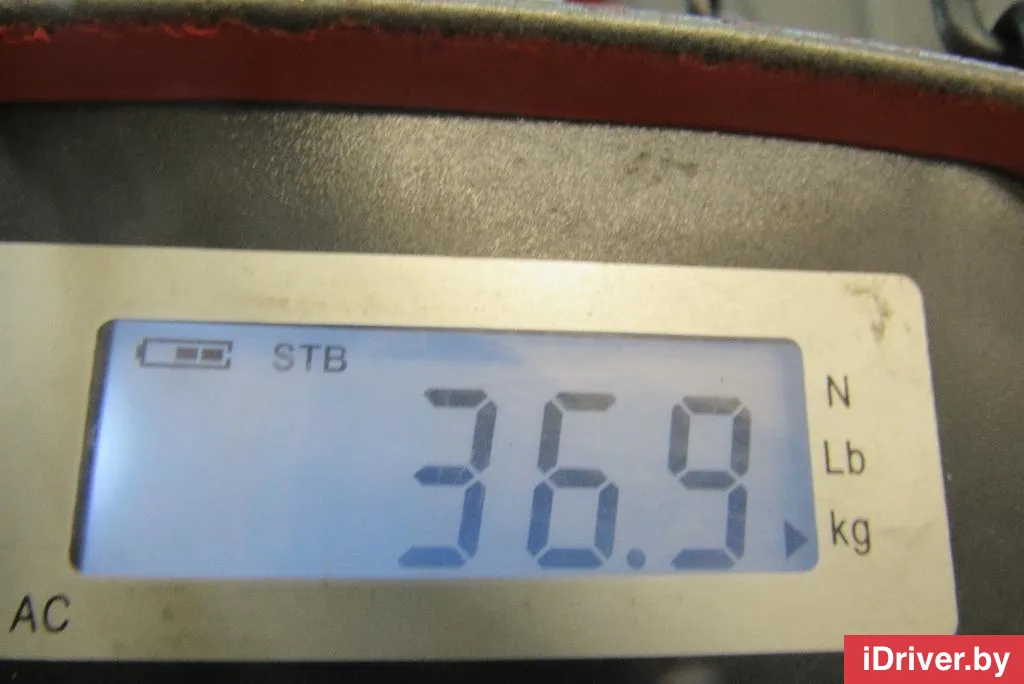 STB
36.9
N
Lb
kg
AC
iDriver.by